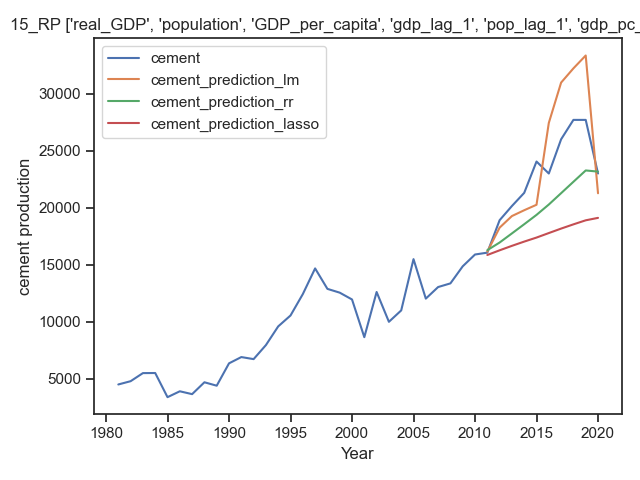 15_RP ['real_GDP', 'population', 'GDP_per_capita', 'gdp_lag_1', 'pop_lag_1', 'gdp_pc_
cement
cement_prediction_lm
cement_prediction_rr
cement_prediction_lasso
cement production
30000
25000
20000
15000
10000
5000
1980
1985
1990
1995
2000
2005
2010
2015
2020
Year